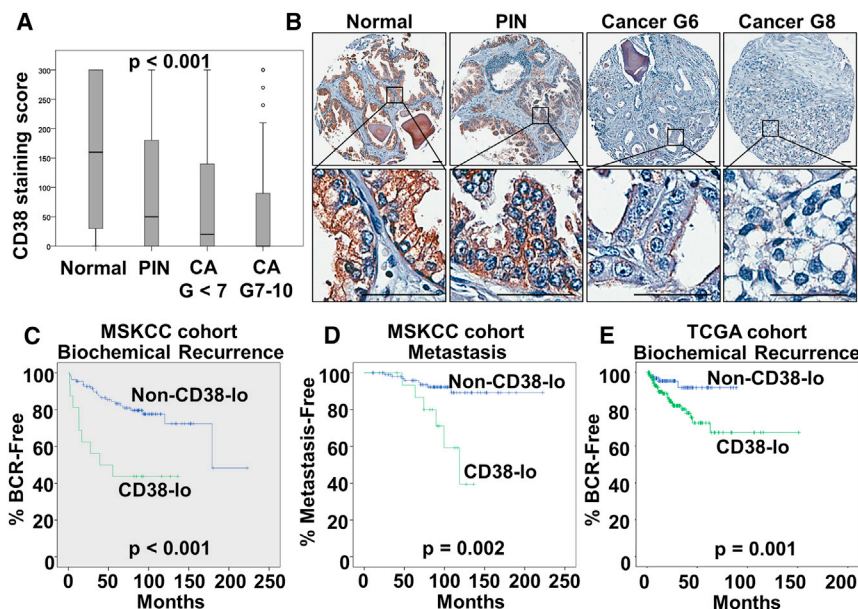 A
p < 0.001
CD38 staining score
300
250
200
150
100
50
0
Normal PIN CA G < 7 CA G7-10
B
Normal PIN Cancer G6 Cancer G8
C
MSKCC cohort
Biochemical Recurrence
% BCR-Free
100
80
60
40
20
0
Non-CD38-lo
CD38-lo
p < 0.001
0 50 100 150 200 250
Months
D
MSKCC cohort
Metastasis
% Metastasis-Free
100
80
60
40
20
0
Non-CD38-lo
CD38-lo
p = 0.002
0 50 100 150 200 250
Months
E
TCGA cohort
Biochemical Recurrence
% BCR-Free
100
80
60
40
20
0
Non-CD38-lo
CD38-lo
p = 0.001
0 50 100 150 200 250
Months